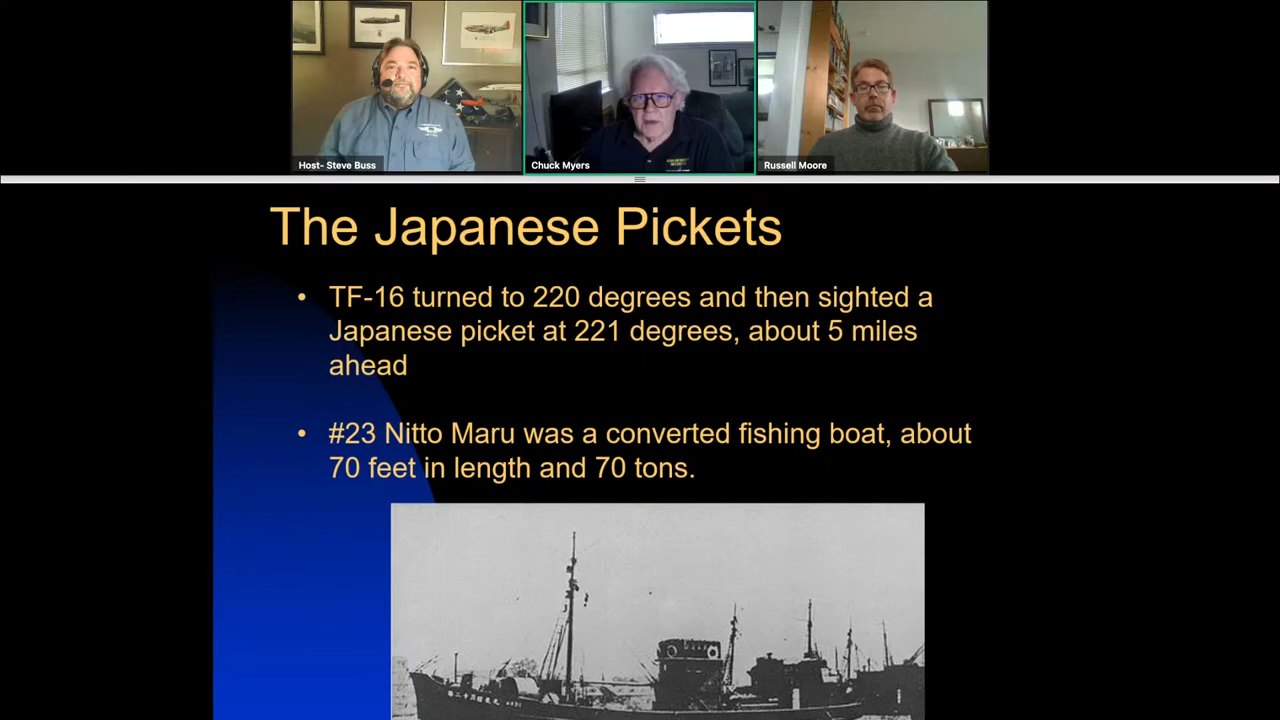 Host- Steve Buss
Chuck Myers
Russell Moore
The Japanese Pickets
• TF-16 turned to 220 degrees and then sighted a
Japanese picket at 221 degrees, about 5 miles
ahead
• #23 Nitto Maru was a converted fishing boat, about
70 feet in length and 70 tons.